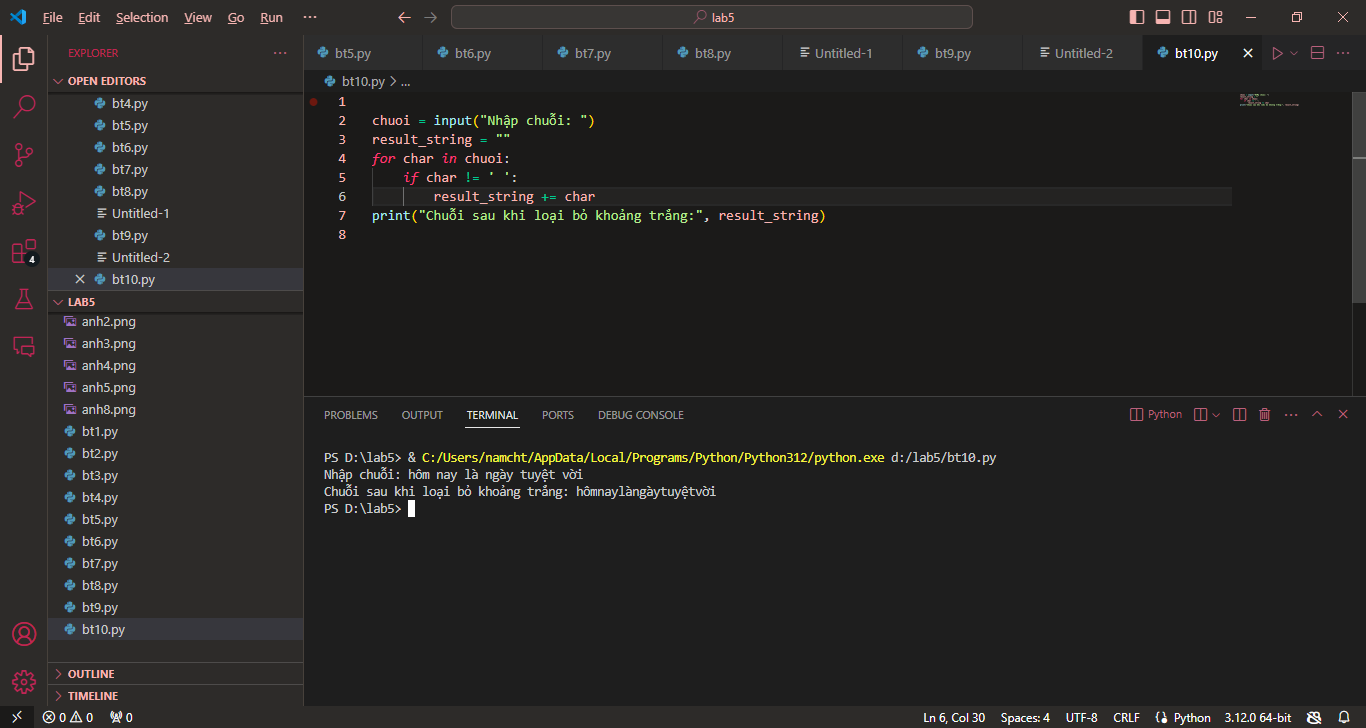 File Edit Selection View Go Run ··· lab5
EXPLORER ···
OPEN EDITORS
bt4.py
bt5.py
bt6.py
bt7.py
bt8.py
Untitled-1
bt9.py
Untitled-2
bt10.py
LAB5
anh2.png
anh3.png
anh4.png
anh5.png
anh8.png
bt1.py
bt2.py
bt3.py
bt4.py
bt5.py
bt6.py
bt7.py
bt8.py
bt9.py
bt10.py
OUTLINE
TIMELINE
4
bt5.py bt6.py bt7.py bt8.py Untitled-1 bt9.py Untitled-2 bt10.py
bt10.py > ...
1
2 chuoi = input("Nhập chuỗi: ")
3 result_string = ""
4 for char in chuoi:
5 if char != ' ':
6 result_string += char
7 print("Chuỗi sau khi loại bỏ khoảng trắng:", result_string)
8
PROBLEMS OUTPUT TERMINAL PORTS DEBUG CONSOLE Python
PS D:\lab5> & C:/Users/namcht/AppData/Local/Programs/Python/Python312/python.exe d:/lab5/bt10.py
Nhập chuỗi: hôm nay là ngày tuyệt vời
Chuỗi sau khi loại bỏ khoảng trắng: hômnaylàngàytuyệtvời
PS D:\lab5>
0 0 0 Ln 6, Col 30 Spaces: 4 UTF-8 CRLF Python 3.12.0 64-bit